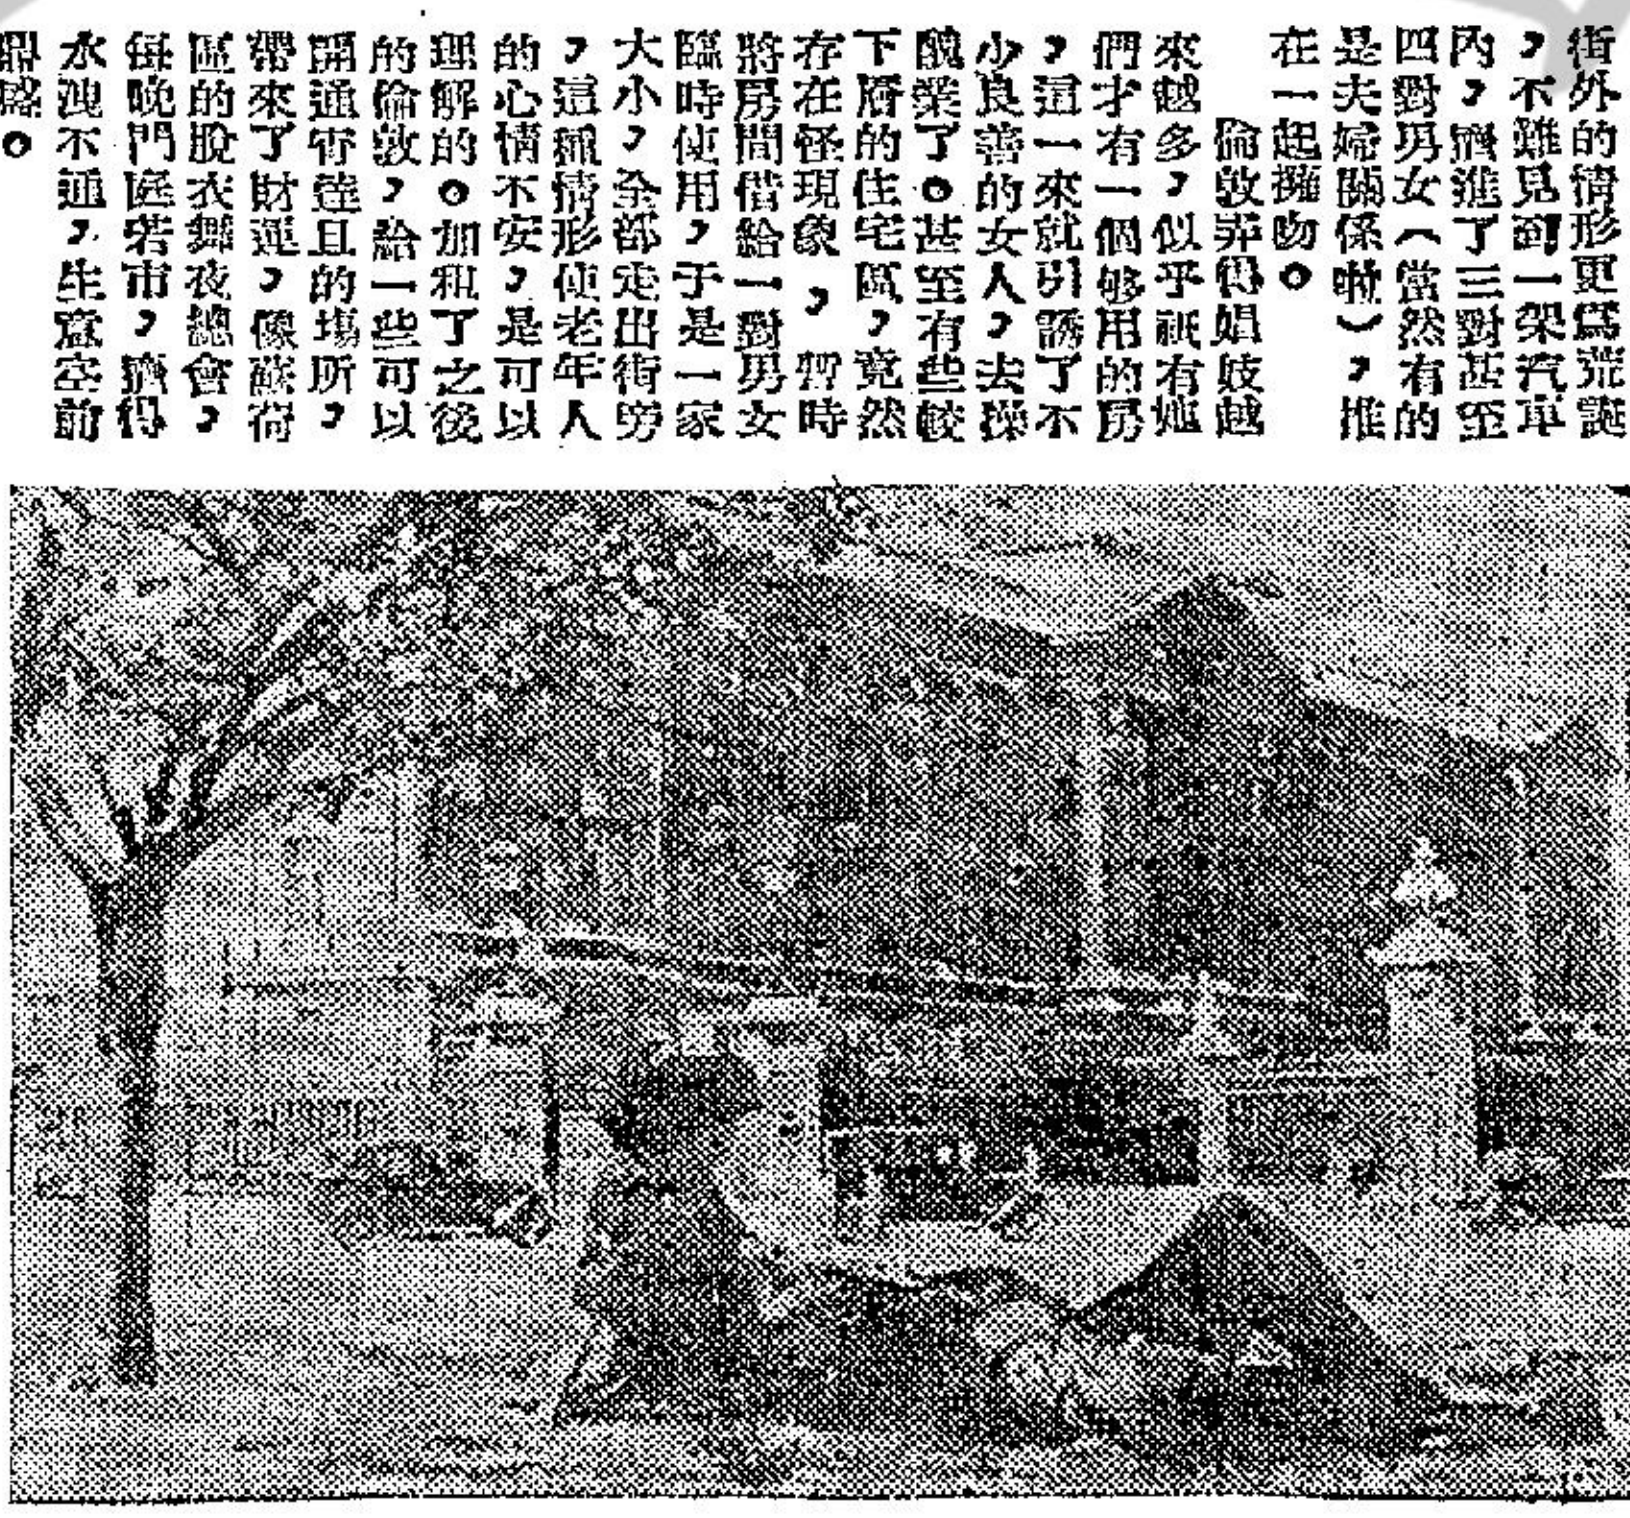 街外的情形更爲荒誕
，不難見到一架汽車
內，擠進了三對甚至
四對男女（當然有的
是夫婦關係啦），推
在一起擁吻。
倫敦弄得娼妓越
來越多，似乎祇有她
們才有一個够用的房
，這一來就引誘了不
少良善的女人，去操
醜業了。甚至有些較
下層的住宅區，竟然
存在怪現象，暫時
將房間借給一對男女
臨時使用，于是一家
大小，全部走出街旁
，這種情形使老年人
的心情不安，是可以
理解的。加租了之後
的倫敦，給一些可以
開通宵達旦的塲所，
帶來了財運，像蘇荷
區的脫衣舞夜總會，
每晚門庭若市，擠得
水洩不通，生意空前
鼎盛。